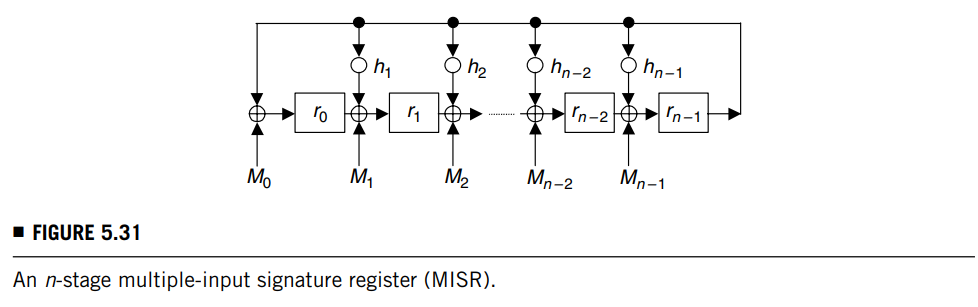 h₁ h₂ hₙ₋₂ hₙ₋₁
r₀ r₁ rₙ₋₂ rₙ₋₁
M₀ M₁ M₂ Mₙ₋₂ Mₙ₋₁
■ FIGURE 5.31
An n-stage multiple-input signature register (MISR).